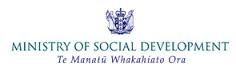 MINISTRY OF SOCIAL DEVELOPMENT
Te Manatū Whakahiato Ora